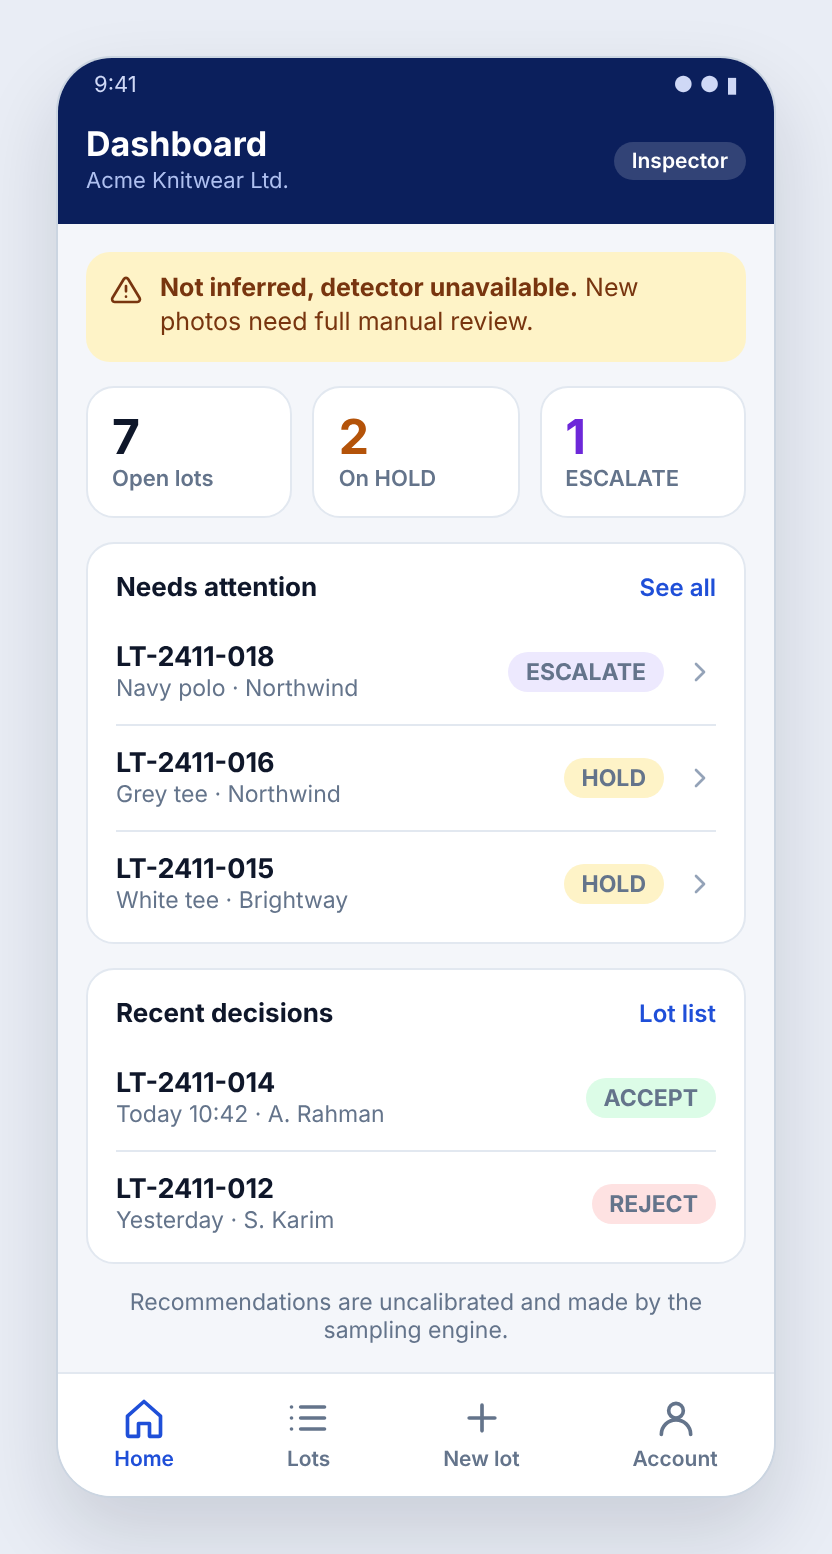 9:41
Dashboard
Acme Knitwear Ltd.
Inspector
Not inferred, detector unavailable. New
photos need full manual review.
7
Open lots
2
On HOLD
1
ESCALATE
Needs attention
See all
LT-2411-018
Navy polo · Northwind
ESCALATE
LT-2411-016
Grey tee · Northwind
HOLD
LT-2411-015
White tee · Brightway
HOLD
Recent decisions
Lot list
LT-2411-014
Today 10:42 · A. Rahman
ACCEPT
LT-2411-012
Yesterday · S. Karim
REJECT
Recommendations are uncalibrated and made by the
sampling engine.
Home
Lots
New lot
Account